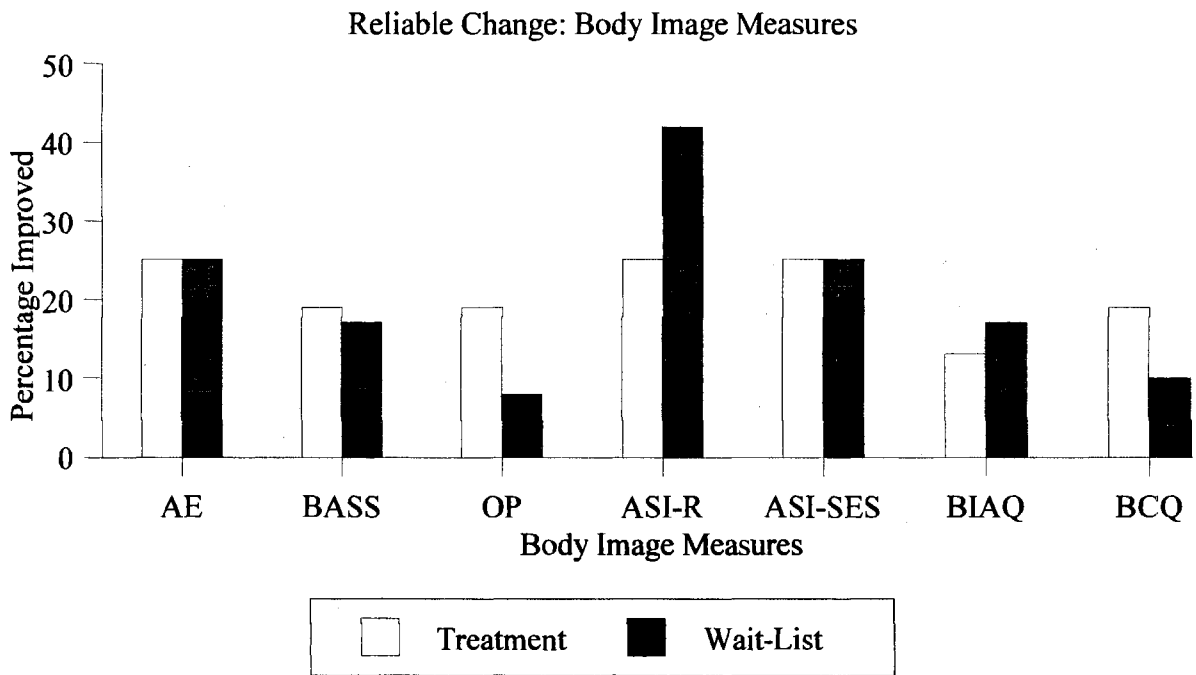 Reliable Change: Body Image Measures
50
40
30
20
10
0
Percentage Improved
AE BASS OP ASI-R ASI-SES BIAQ BCQ
Body Image Measures
Treatment Wait-List